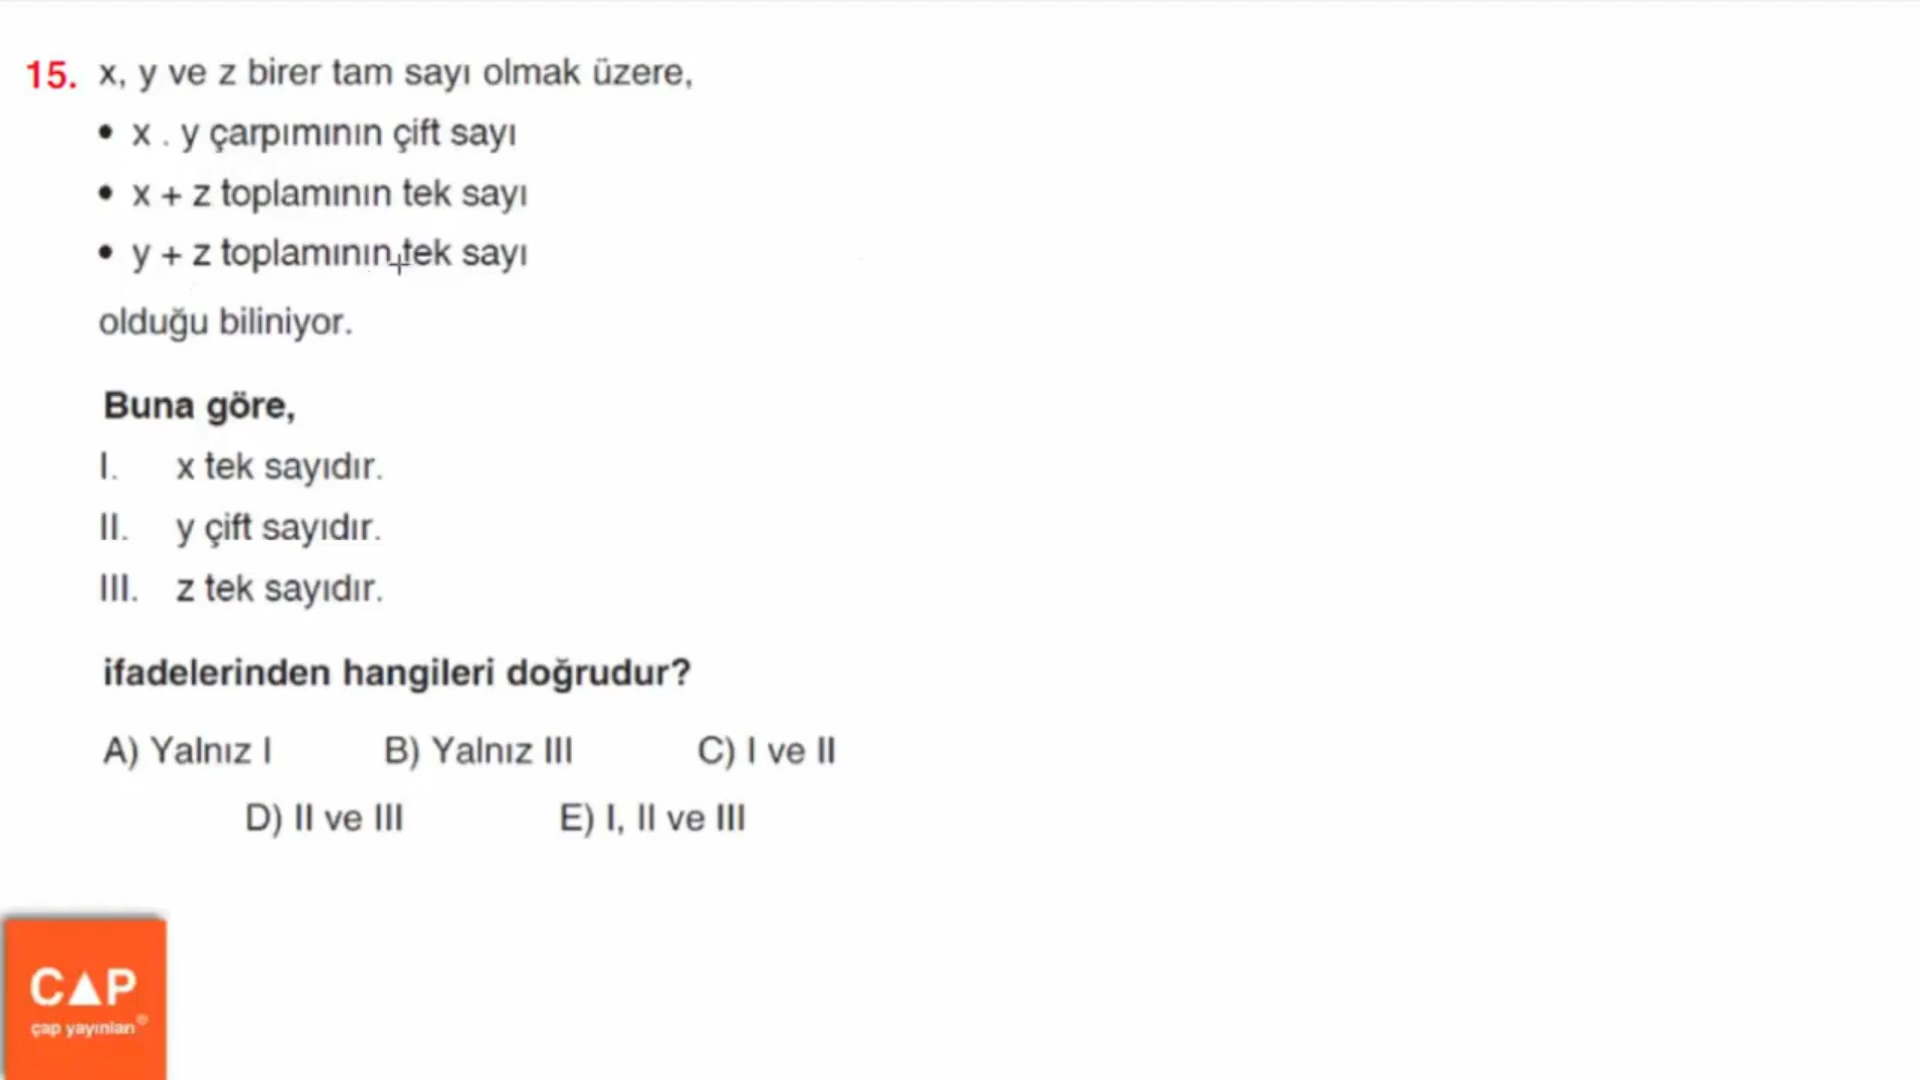 15. x, y ve z birer tam sayı olmak üzere,
• x . y çarpımının çift sayı
• x + z toplamının tek sayı
• y + z toplamının tek sayı
olduğu biliniyor.
Buna göre,
I. x tek sayıdır.
II. y çift sayıdır.
III. z tek sayıdır.
ifadelerinden hangileri doğrudur?
A) Yalnız I B) Yalnız III C) I ve II
D) II ve III E) I, II ve III
ÇAP
çap yayınları®